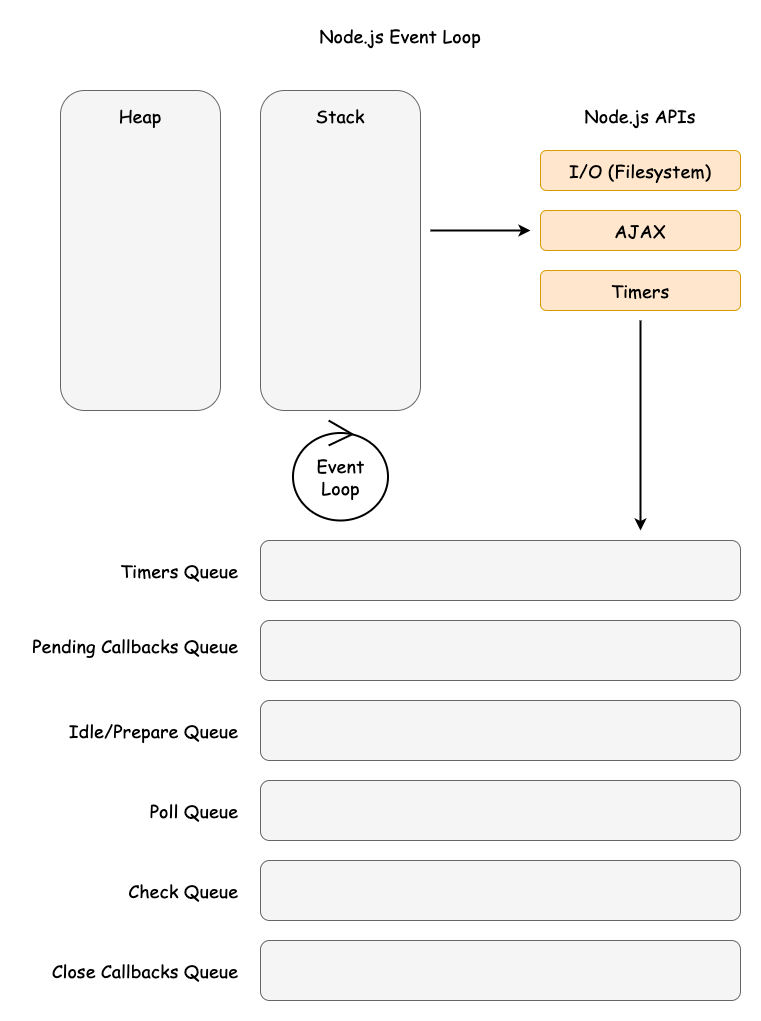 Node.js Event Loop
Heap
Stack
Node.js APIs
I/O (Filesystem)
AJAX
Timers
Event
Loop
Timers Queue
Pending Callbacks Queue
Idle/Prepare Queue
Poll Queue
Check Queue
Close Callbacks Queue